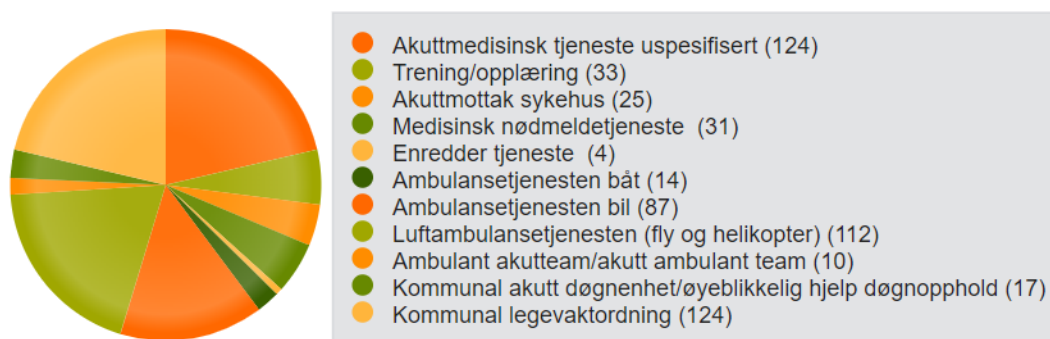 Akuttmedisinsk tjeneste uspesifisert (124)
Trening/opplæring (33)
Akuttmottak sykehus (25)
Medisinsk nødmeldetjeneste (31)
Enredder tjeneste (4)
Ambulansetjenesten båt (14)
Ambulansetjenesten bil (87)
Luftambulansetjenesten (fly og helikopter) (112)
Ambulant akutteam/akutt ambulant team (10)
Kommunal akutt døgnenhet/øyeblikkelig hjelp døgnopphold (17)
Kommunal legevaktordning (124)